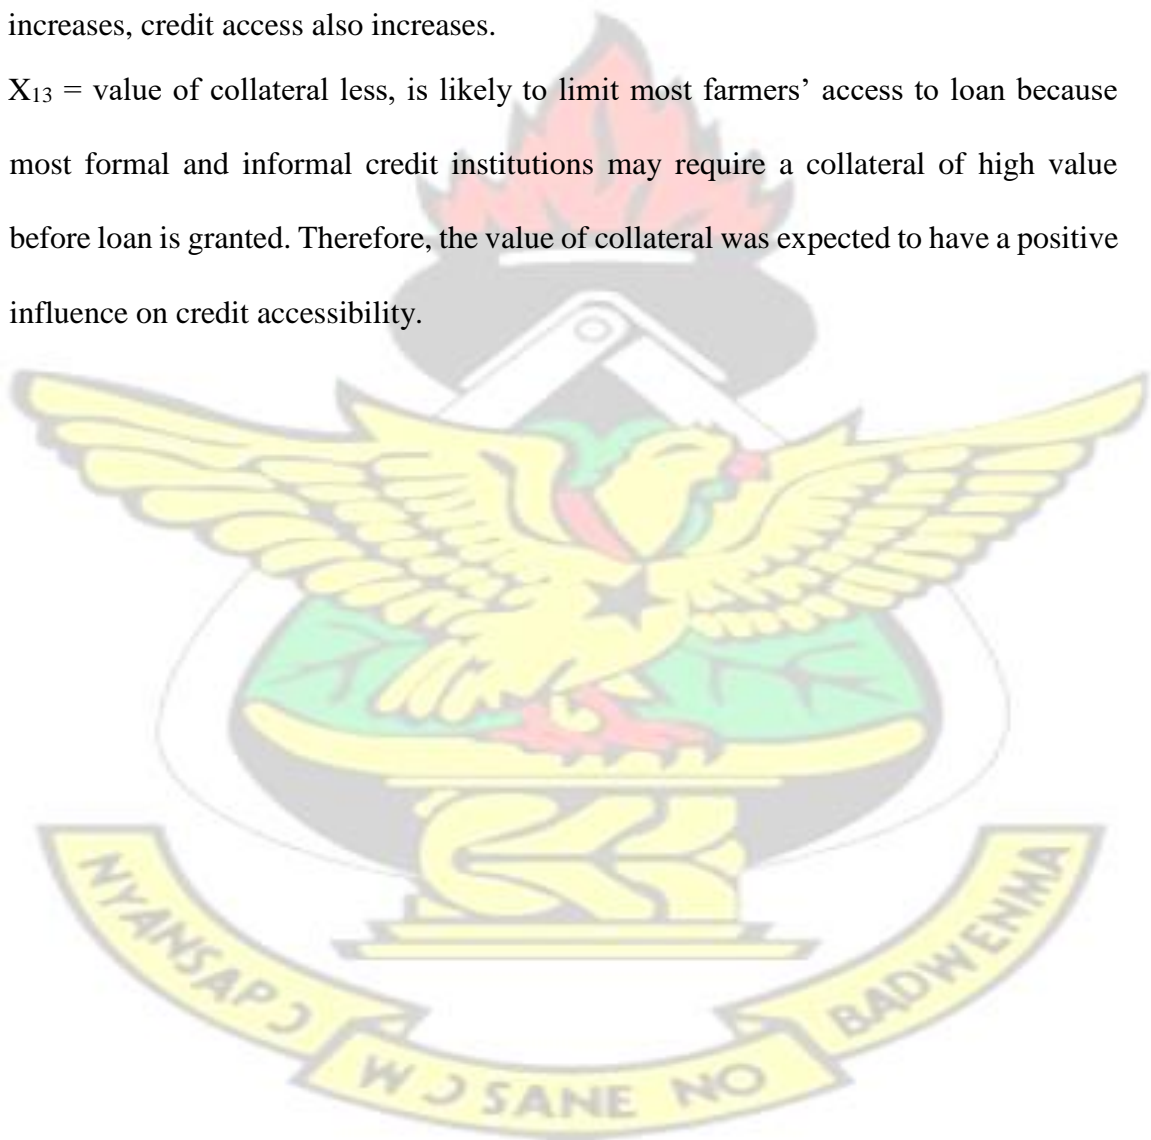 increases, credit access also increases.
X₁₃ = value of collateral less, is likely to limit most farmers’ access to loan because
most formal and informal credit institutions may require a collateral of high value
before loan is granted. Therefore, the value of collateral was expected to have a positive
influence on credit accessibility.
NYANSAPƆ WƆ SANE NO BADWENMA